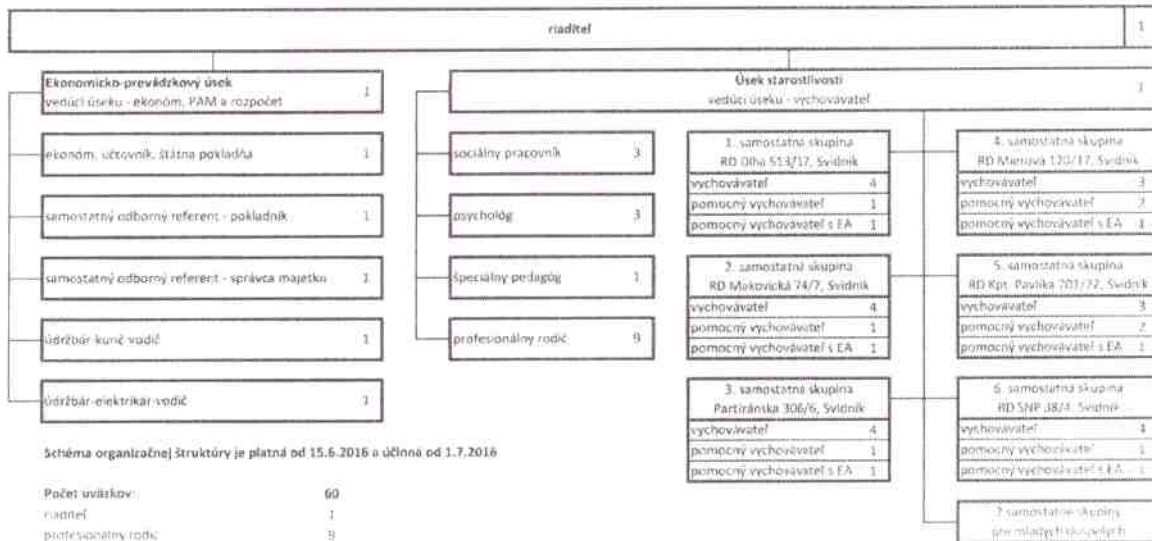 riaditeľ 1
Ekonomicko-prevádzkový úsek
vedúci úseku - ekonóm, PAM a rozpočet 1
ekonóm, účtovník, štátna pokladňa 1
samostatný odborný referent - pokladník 1
samostatný odborný referent - správca majetku 1
údržbár-kurič-vodič 1
údržbár-elektrikár-vodič 1
Úsek starostlivosti
vedúci úseku - vychovávateľ 1
sociálny pracovník 3
psychológ 3
špeciálny pedagóg 1
profesionálny rodič 9
1. samostatná skupina
RD Dlhá 513/17, Svidník
vychovávateľ 4
pomocný vychovávateľ 1
pomocný vychovávateľ s EA 1
2. samostatná skupina
RD Makovická 74/7, Svidník
vychovávateľ 4
pomocný vychovávateľ 1
pomocný vychovávateľ s EA 1
3. samostatná skupina
Partizánska 306/6, Svidník
vychovávateľ 4
pomocný vychovávateľ 1
pomocný vychovávateľ s EA 1
4. samostatná skupina
RD Mierová 120/17, Svidník
vychovávateľ 3
pomocný vychovávateľ 2
pomocný vychovávateľ s EA 1
5. samostatná skupina
RD Kpt. Pavlíka Svidník
vychovávateľ 3
pomocný vychovávateľ 2
pomocný vychovávateľ s EA 1
6. samostatná skupina
RD SNP Svidník
vychovávateľ 4
pomocný vychovávateľ 1
pomocný vychovávateľ s EA 1
samostatné skupiny
pre mladých dospelých
Schéma organizačnej štruktúry je platná od 15.6.2016 a účinná od 1.7.2016
Počet úväzkov: 60
riaditeľ 1
profesionálny rodič 9